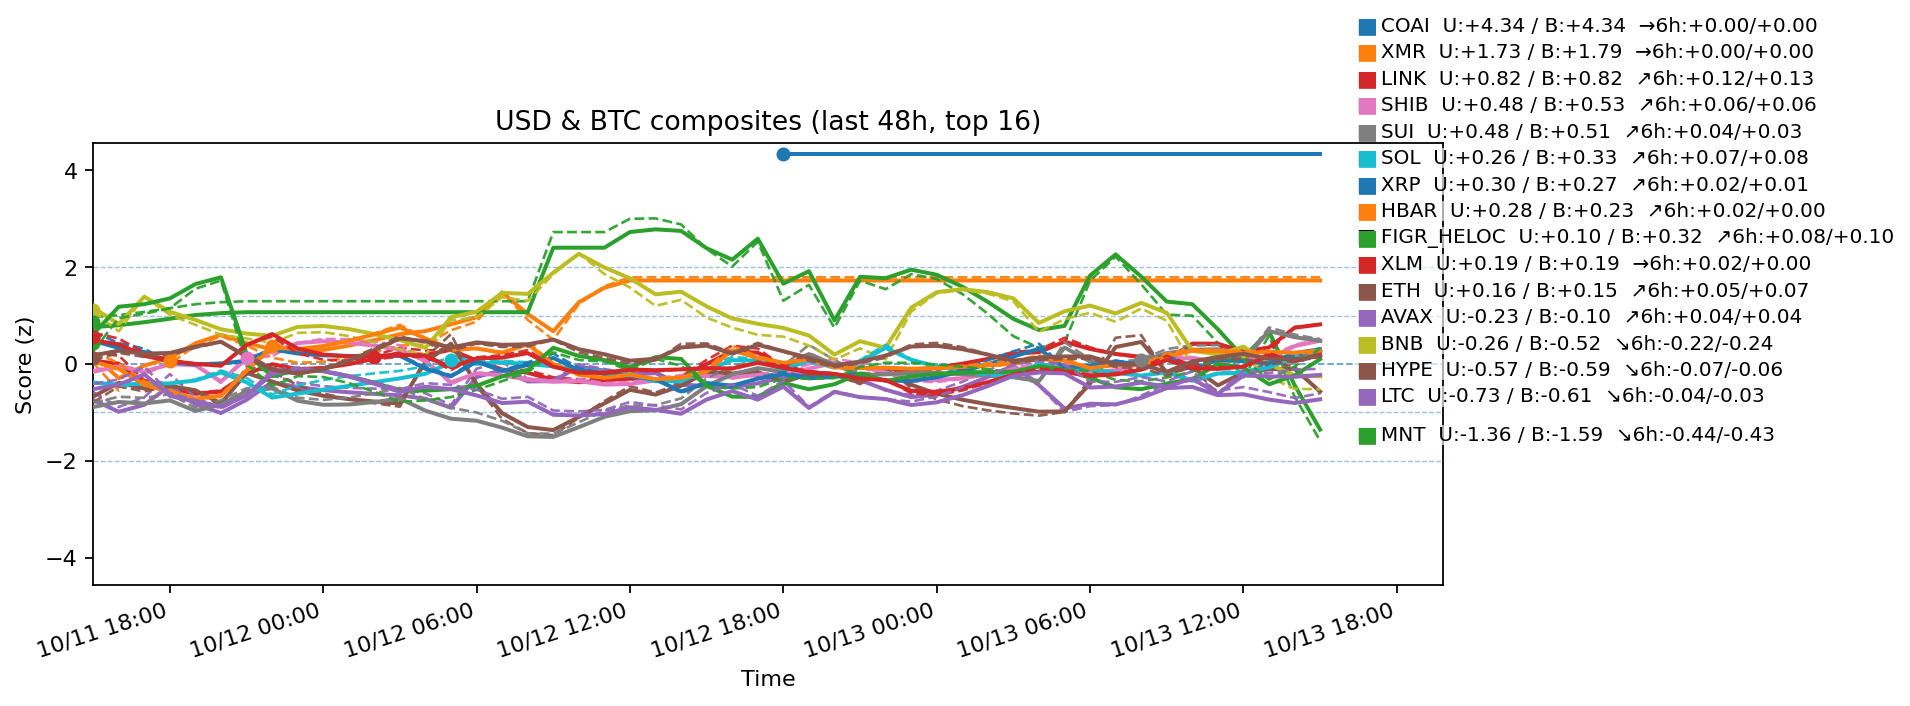 USD & BTC composites (last 48h, top 16)
COAI U:+4.34 / B:+4.34 →6h:+0.00/+0.00
XMR U:+1.73 / B:+1.79 →6h:+0.00/+0.00
LINK U:+0.82 / B:+0.82 ↗6h:+0.12/+0.13
SHIB U:+0.48 / B:+0.53 ↗6h:+0.06/+0.06
SUI U:+0.48 / B:+0.51 ↗6h:+0.04/+0.03
SOL U:+0.26 / B:+0.33 ↗6h:+0.07/+0.08
XRP U:+0.30 / B:+0.27 ↗6h:+0.02/+0.01
HBAR U:+0.28 / B:+0.23 ↗6h:+0.02/+0.00
FIGR_HELOC U:+0.10 / B:+0.32 ↗6h:+0.08/+0.10
XLM U:+0.19 / B:+0.19 →6h:+0.02/+0.00
ETH U:+0.16 / B:+0.15 ↗6h:+0.05/+0.07
AVAX U:-0.23 / B:-0.10 ↗6h:+0.04/+0.04
BNB U:-0.26 / B:-0.52 ↘6h:-0.22/-0.24
HYPE U:-0.57 / B:-0.59 ↘6h:-0.07/-0.06
LTC U:-0.73 / B:-0.61 ↘6h:-0.04/-0.03
MNT U:-1.36 / B:-1.59 ↘6h:-0.44/-0.43
Score (z)
4
2
0
−2
−4
10/11 18:00
10/12 00:00
10/12 06:00
10/12 12:00
10/12 18:00
10/13 00:00
10/13 06:00
10/13 12:00
10/13 18:00
Time